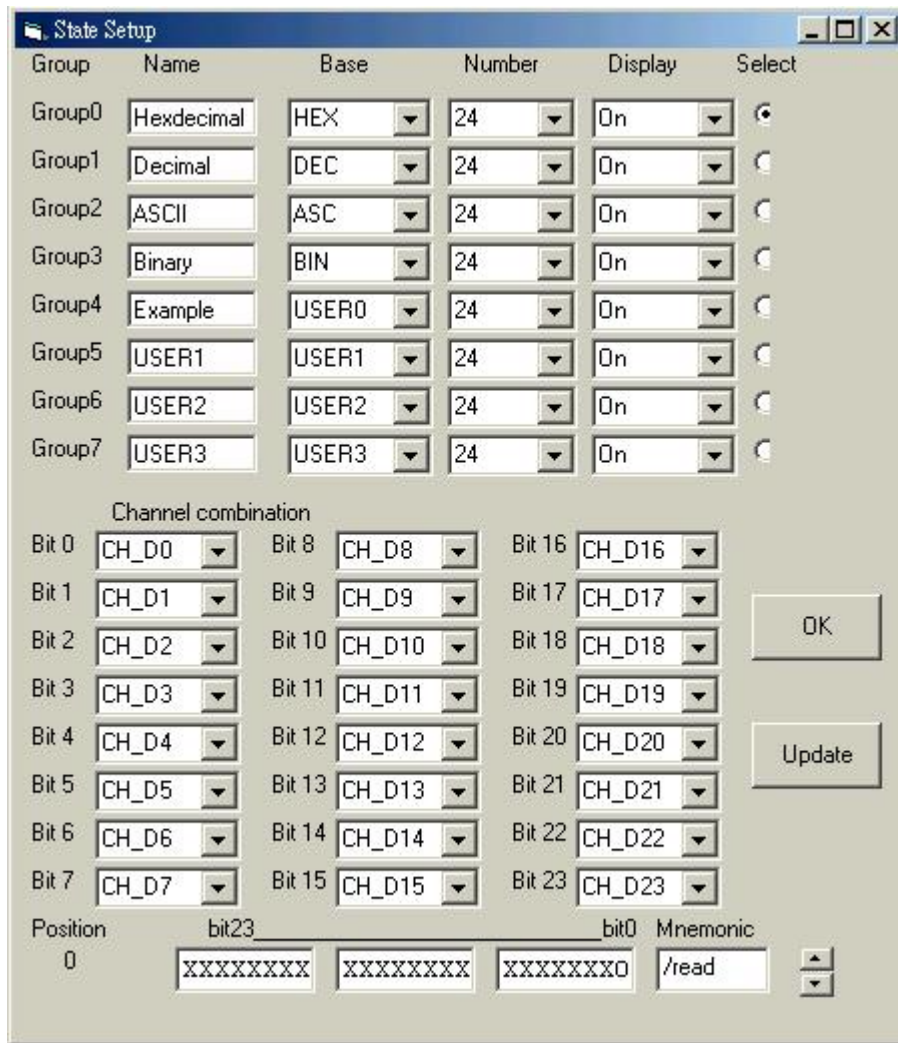 State Setup
Group Name Base Number Display Select
Group0 Hexdecimal HEX 24 On
Group1 Decimal DEC 24 On
Group2 ASCII ASC 24 On
Group3 Binary BIN 24 On
Group4 Example USER0 24 On
Group5 USER1 USER1 24 On
Group6 USER2 USER2 24 On
Group7 USER3 USER3 24 On
Channel combination
Bit 0 CH_D0 Bit 8 CH_D8 Bit 16 CH_D16
Bit 1 CH_D1 Bit 9 CH_D9 Bit 17 CH_D17
Bit 2 CH_D2 Bit 10 CH_D10 Bit 18 CH_D18
OK
Bit 3 CH_D3 Bit 11 CH_D11 Bit 19 CH_D19
Bit 4 CH_D4 Bit 12 CH_D12 Bit 20 CH_D20
Update
Bit 5 CH_D5 Bit 13 CH_D13 Bit 21 CH_D21
Bit 6 CH_D6 Bit 14 CH_D14 Bit 22 CH_D22
Bit 7 CH_D7 Bit 15 CH_D15 Bit 23 CH_D23
Position bit23 bit0 Mnemonic
0 XXXXXXXX XXXXXXXX XXXXXXX0 /read